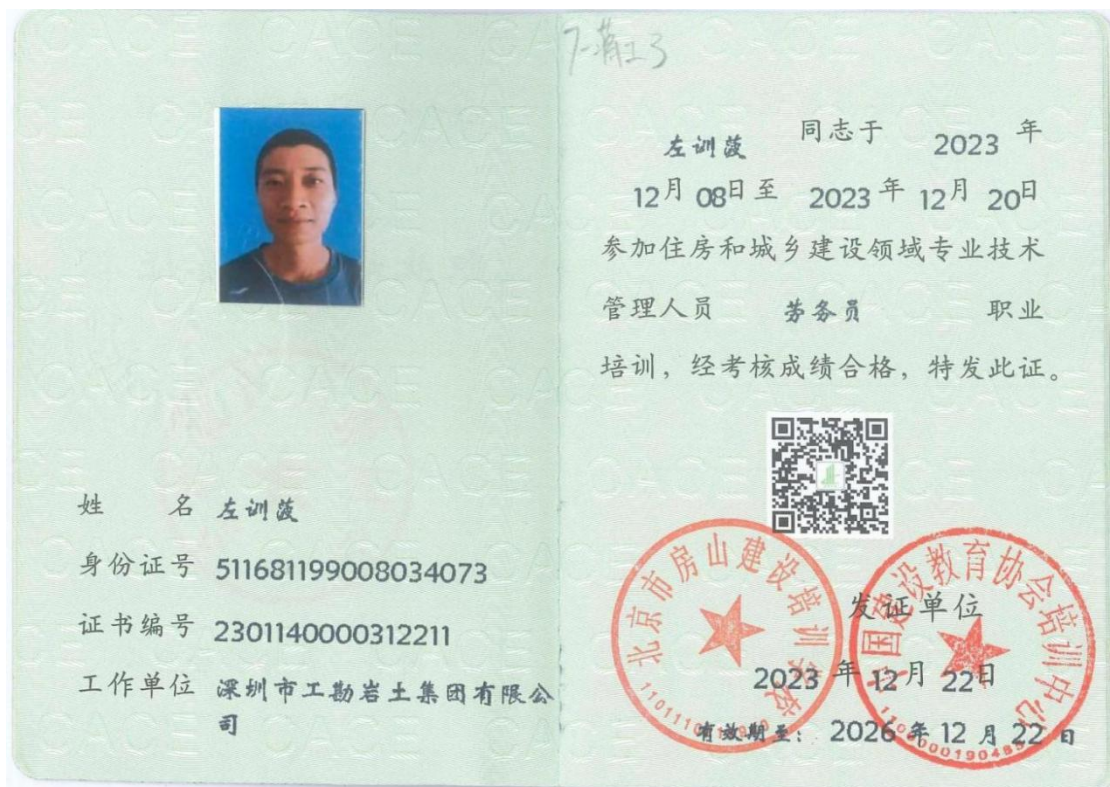 姓 名 左训菠
身份证号 511681199008034073
证书编号 2301140000312211
工作单位 深圳市工勘岩土集团有限公
司
左训菠 同志于 2023 年
12月 08日至 2023 年 12月 20日
参加住房和城乡建设领域专业技术
管理人员 劳务员 职业
培训，经考核成绩合格，特发此证。
北京市房山建设培训学校
中国建设教育协会培训中心
发证单位
2023 年 12月 22日
有效期至： 2026 年 12 月 22 日
CACE